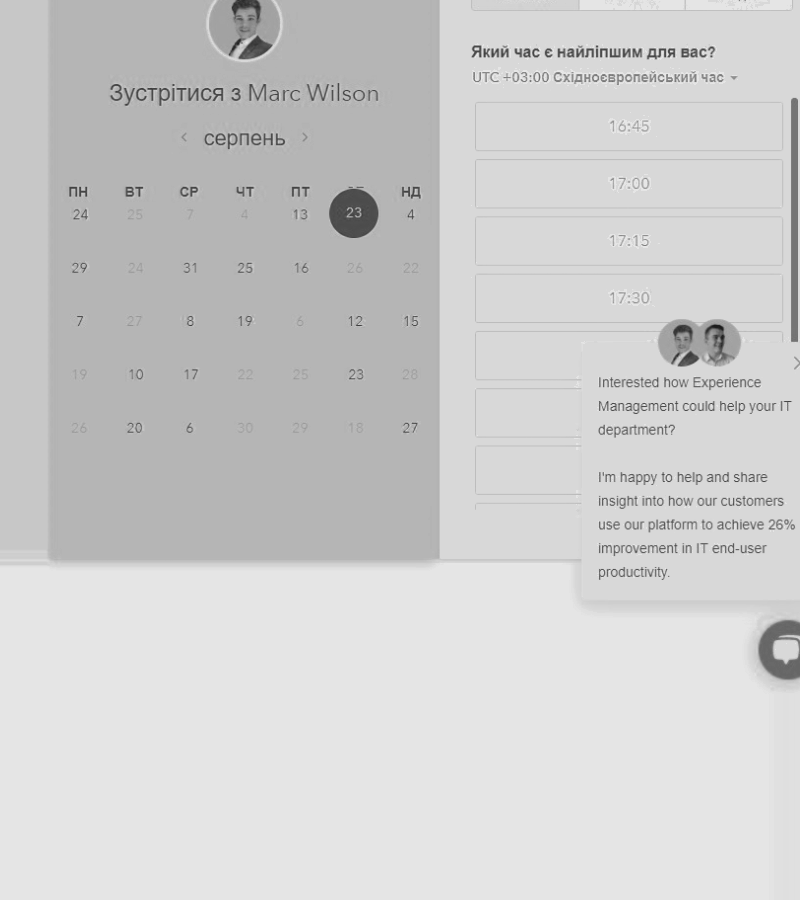 Зустрітися з Marc Wilson
серпень
ПН ВТ СР ЧТ ПТ НД
24 25 7 4 13 23 4
29 24 31 25 16 26 22
7 27 8 19 6 12 15
19 10 17 22 25 23 28
26 20 6 30 29 18 27
Який час є найліпшим для вас?
UTC +03:00 Східноєвропейський час
16:45
17:00
17:15
17:30
Interested how Experience
Management could help your IT
department?
I'm happy to help and share
insight into how our customers
use our platform to achieve 26%
improvement in IT end-user
productivity.